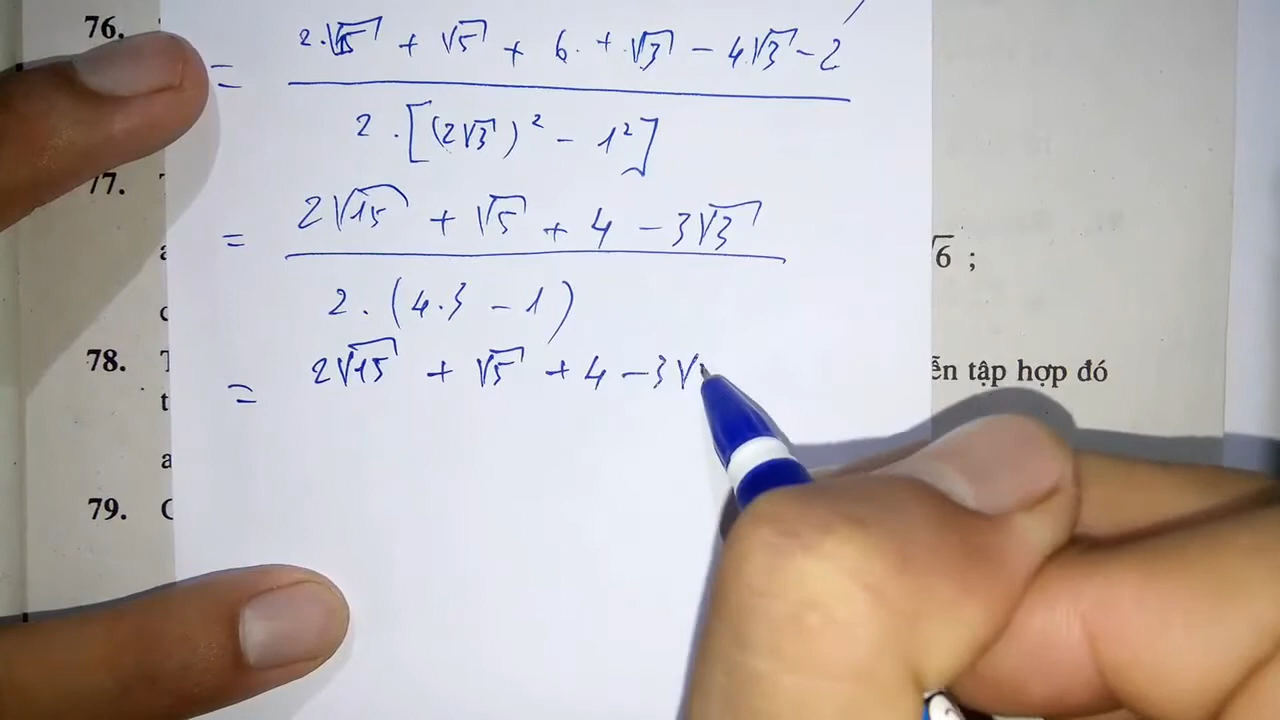 76.
= (2.√15 + √5 + 6 + √3 - 4√3 - 2) / (2.[(2√3)² - 1²])
77.
= (2√15 + √5 + 4 - 3√3) / (2.(4.3 - 1))
√6 ;
78. T
= 2√15 + √5 + 4 - 3√
ễn tập hợp đó
t
a
79.